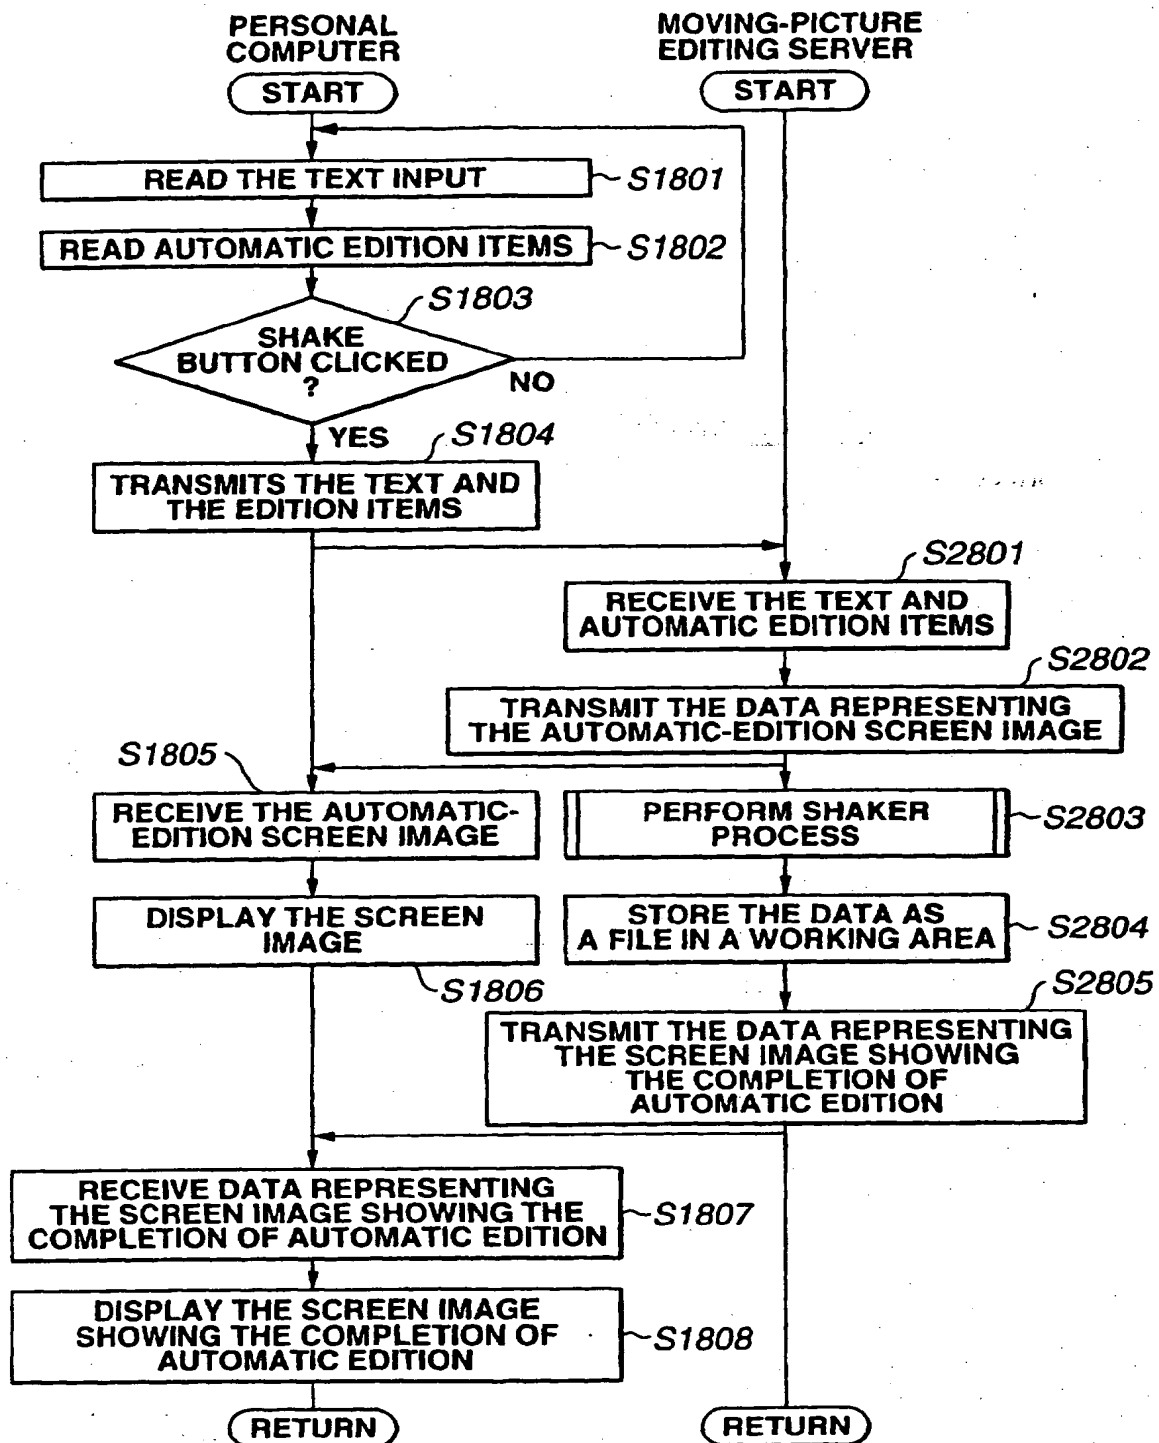 PERSONAL
COMPUTER
MOVING-PICTURE
EDITING SERVER
START
START
READ THE TEXT INPUT
S1801
READ AUTOMATIC EDITION ITEMS
S1802
S1803
SHAKE
BUTTON CLICKED
?
NO
YES
S1804
TRANSMITS THE TEXT AND
THE EDITION ITEMS
S2801
RECEIVE THE TEXT AND
AUTOMATIC EDITION ITEMS
S2802
TRANSMIT THE DATA REPRESENTING
THE AUTOMATIC-EDITION SCREEN IMAGE
S1805
RECEIVE THE AUTOMATIC-
EDITION SCREEN IMAGE
PERFORM SHAKER
PROCESS
S2803
DISPLAY THE SCREEN
IMAGE
S1806
STORE THE DATA AS
A FILE IN A WORKING AREA
S2804
S2805
TRANSMIT THE DATA REPRESENTING
THE SCREEN IMAGE SHOWING
THE COMPLETION OF
AUTOMATIC EDITION
RECEIVE DATA REPRESENTING
THE SCREEN IMAGE SHOWING THE
COMPLETION OF AUTOMATIC EDITION
S1807
DISPLAY THE SCREEN IMAGE
SHOWING THE COMPLETION OF
AUTOMATIC EDITION
S1808
RETURN
RETURN